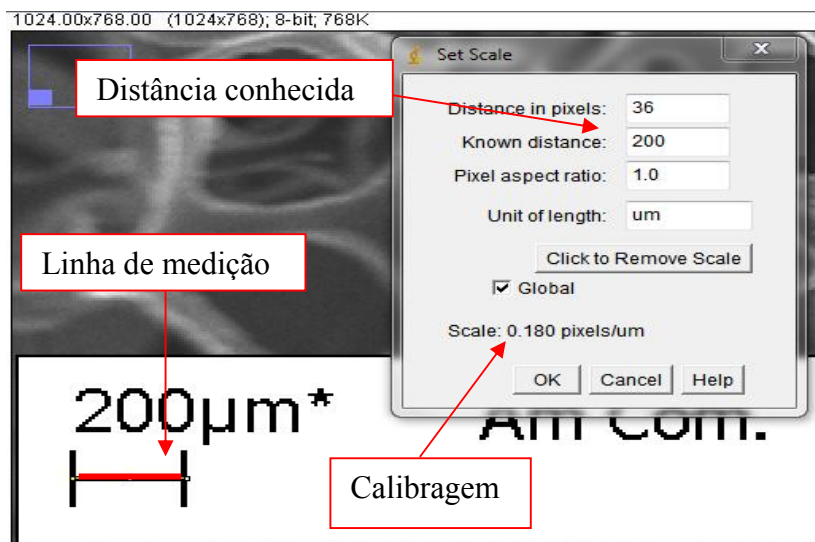 1024.00x768.00 (1024x768); 8-bit; 768K
Set Scale
x
Distância conhecida
Distance in pixels: 36
Known distance: 200
Pixel aspect ratio: 1.0
Unit of length: um
Linha de medição
Click to Remove Scale
Global
Scale: 0.180 pixels/um
OK Cancel Help
200µm*
Am Com.
Calibragem